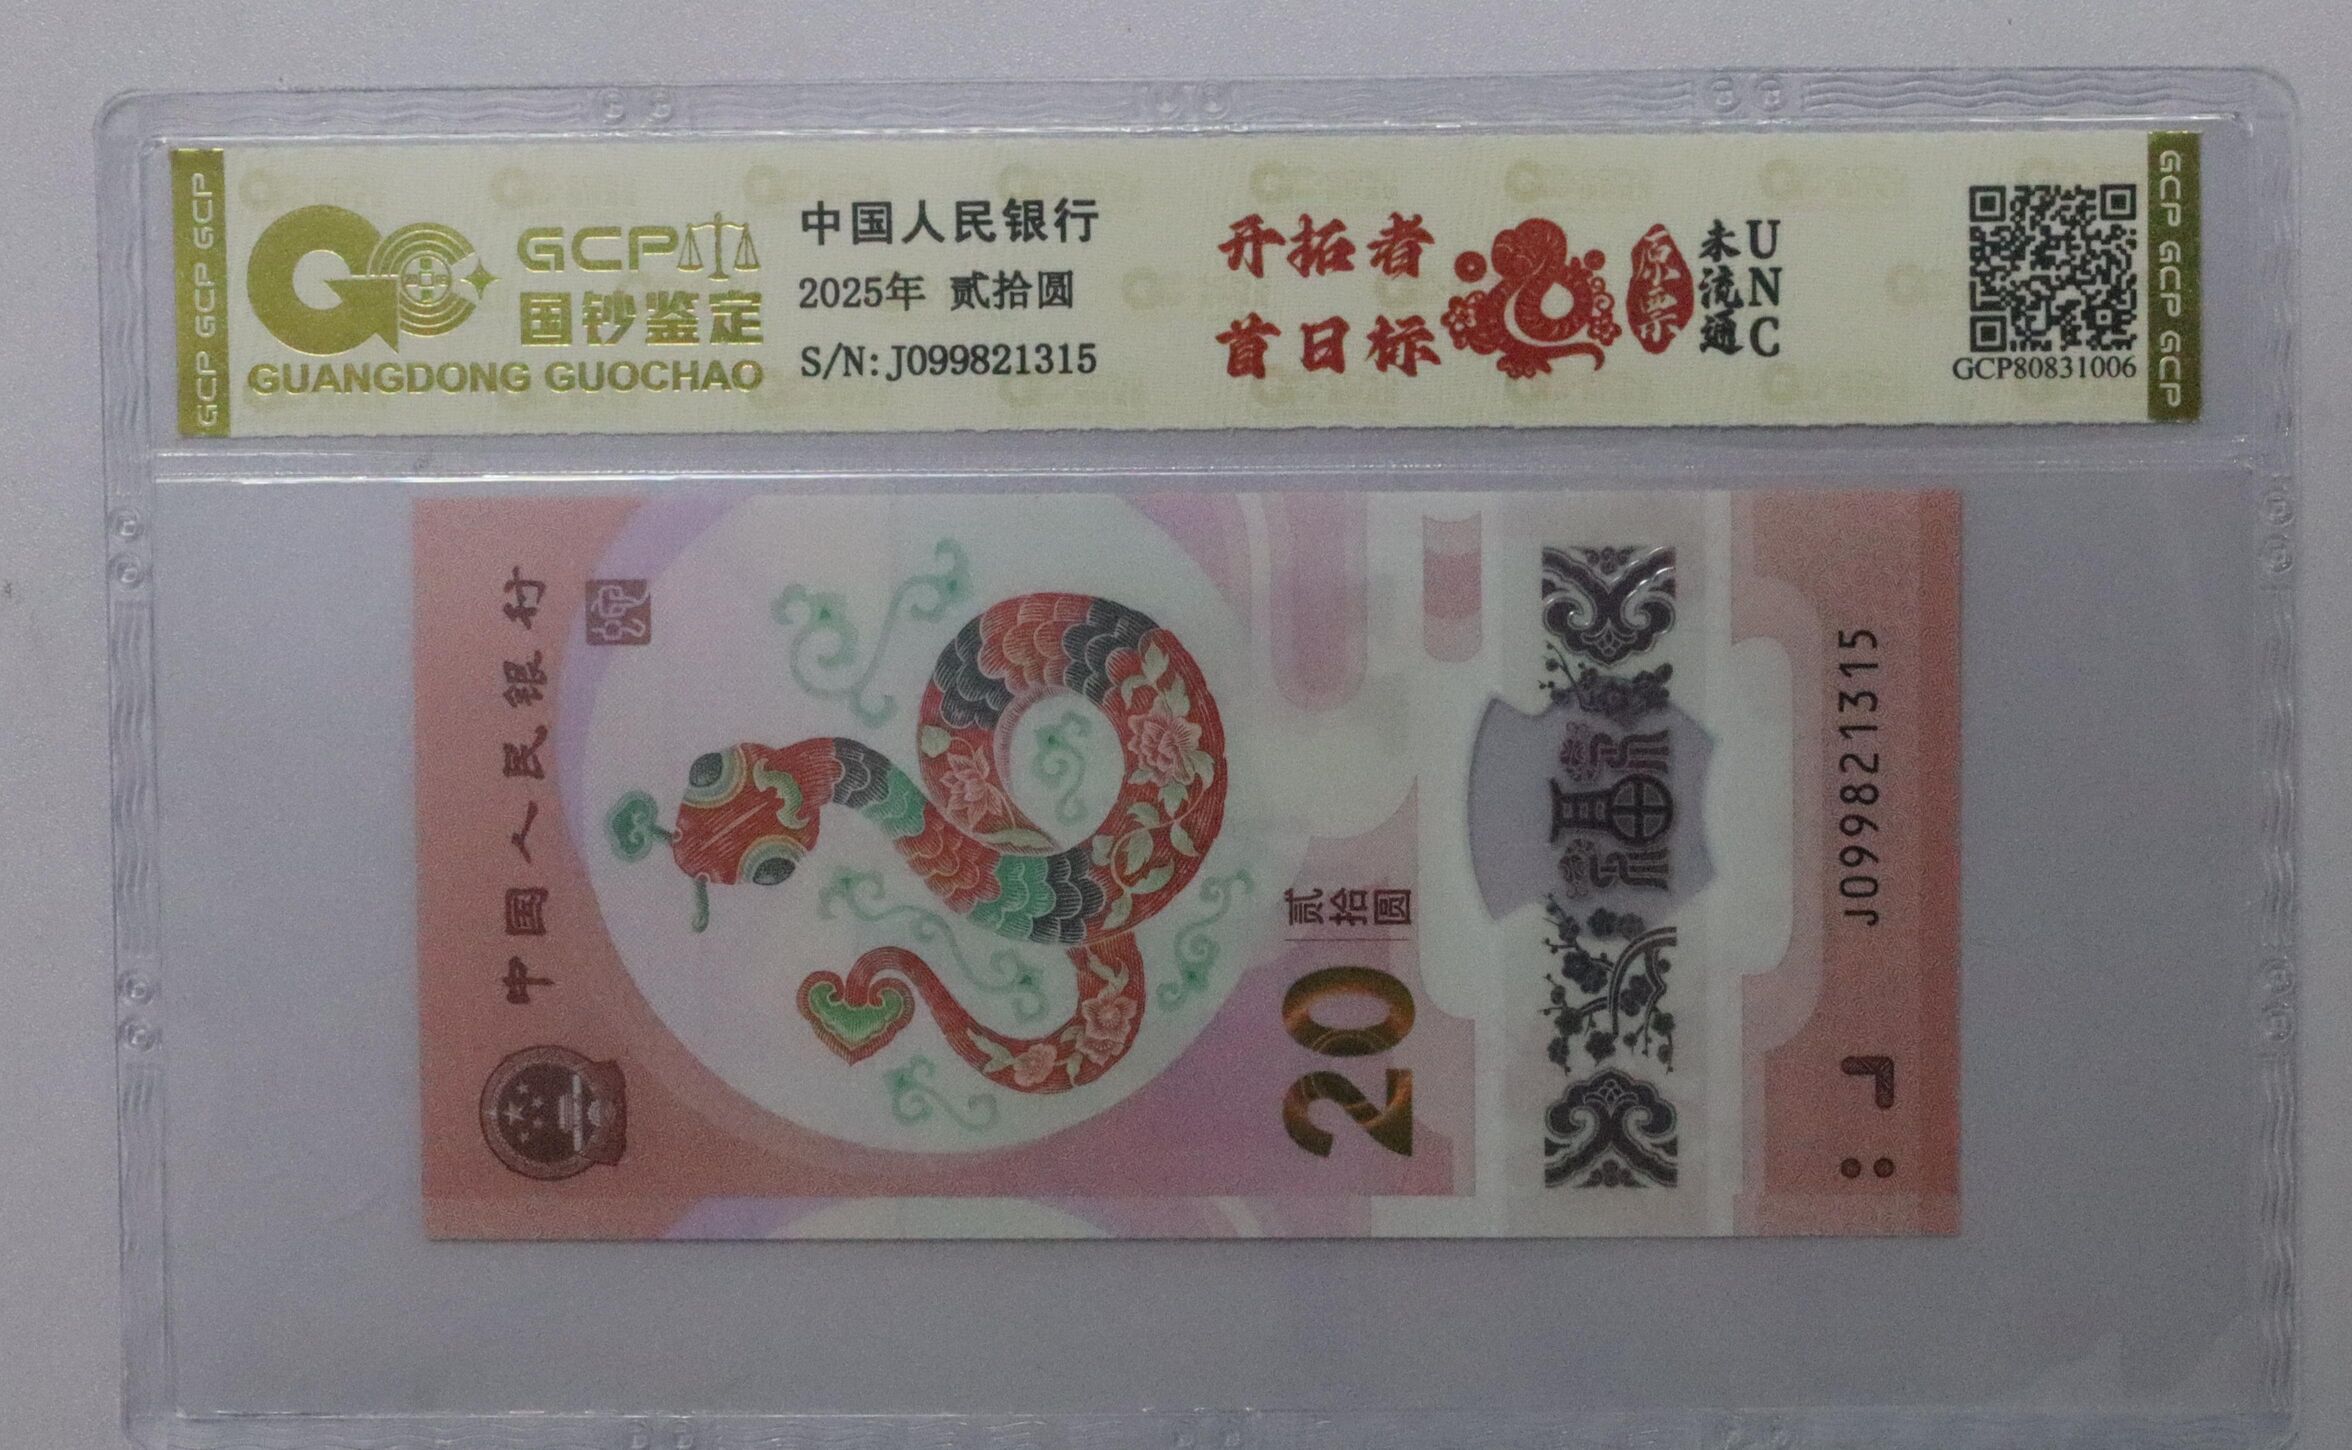 GCP GCP GCP
GCP
国钞鉴定
GUANGDONG GUOCHAO
中国人民银行
2025年 贰拾圆
S/N: J099821315
开拓者
首日标
原票
未流通
UNC
GCP80831006
GCP GCP GCP
中国人民银行
蛇
20
贰拾圆
福
J099821315